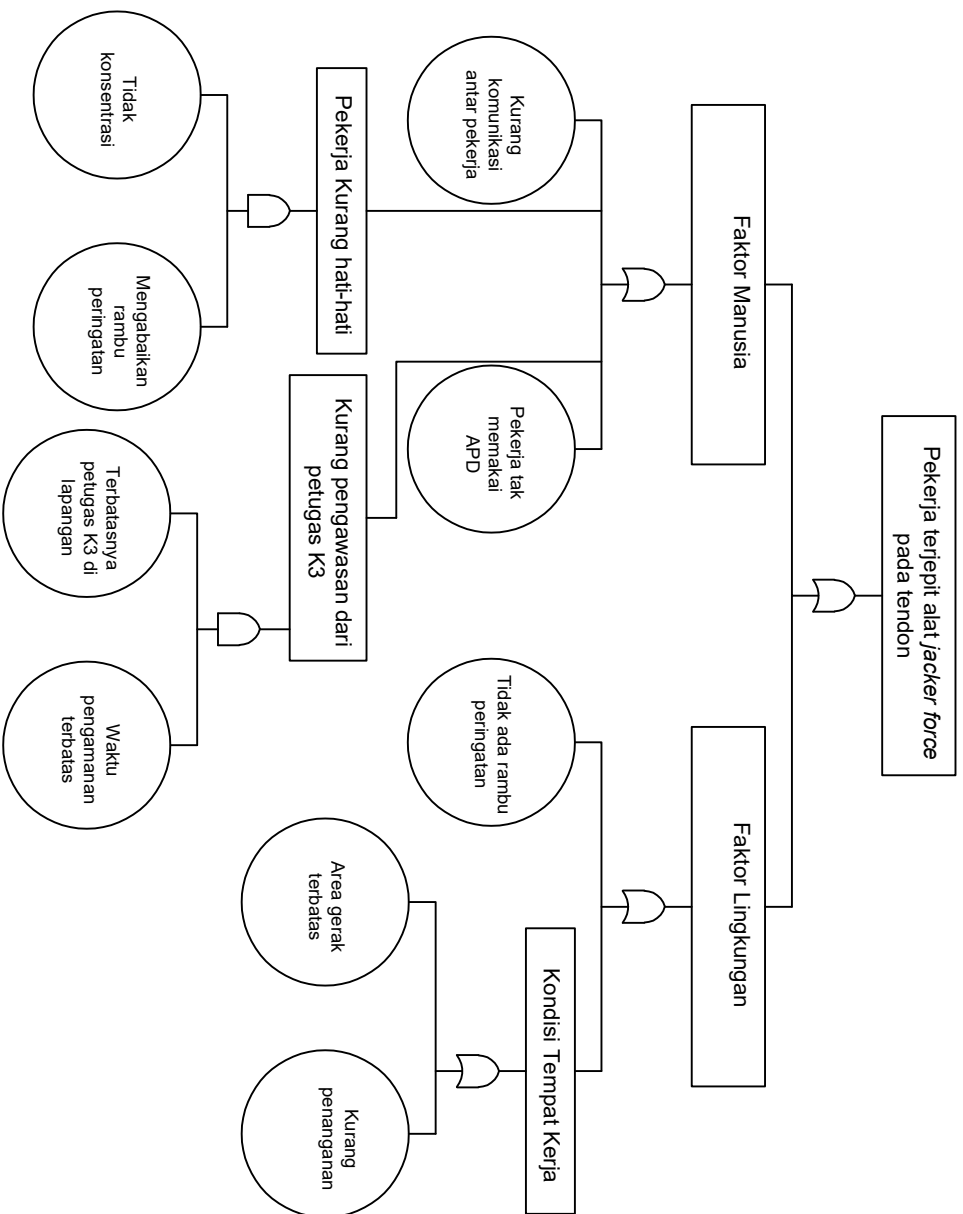 Pekerja terjepit alat jacker force
pada tendon
Faktor Manusia
Faktor Lingkungan
Kurang
komunikasi
antar pekerja
Pekerja tak
memakai
APD
Tidak ada rambu
peringatan
Kondisi Tempat Kerja
Pekerja Kurang hati-hati
Kurang pengawasan dari
petugas K3
Area gerak
terbatas
Kurang
penanganan
Tidak
konsentrasi
Mengabaikan
rambu
peringatan
Terbatasnya
petugas K3 di
lapangan
Waktu
pengamanan
terbatas